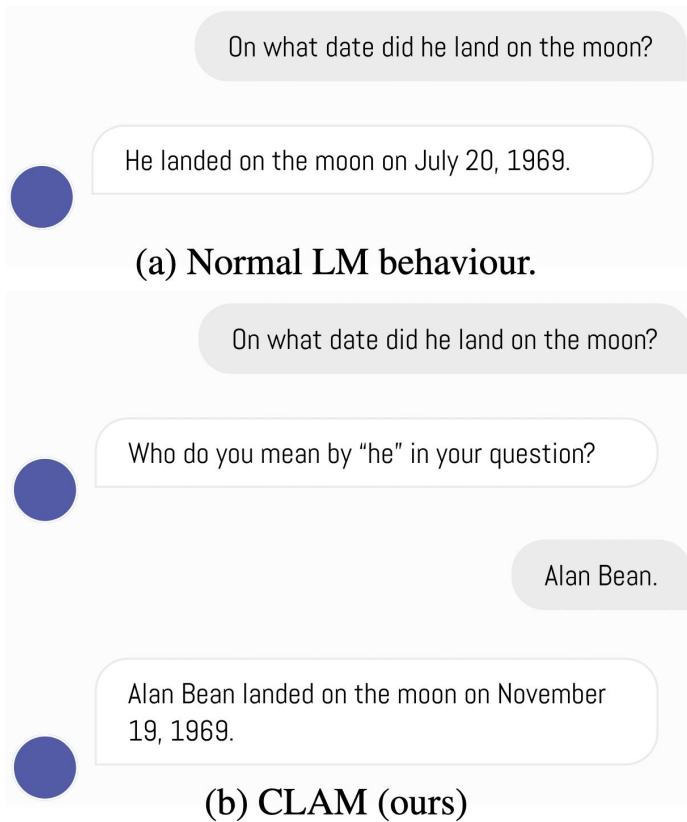 On what date did he land on the moon?
He landed on the moon on July 20, 1969.
(a) Normal LM behaviour.
On what date did he land on the moon?
Who do you mean by “he” in your question?
Alan Bean.
Alan Bean landed on the moon on November
19, 1969.
(b) CLAM (ours)